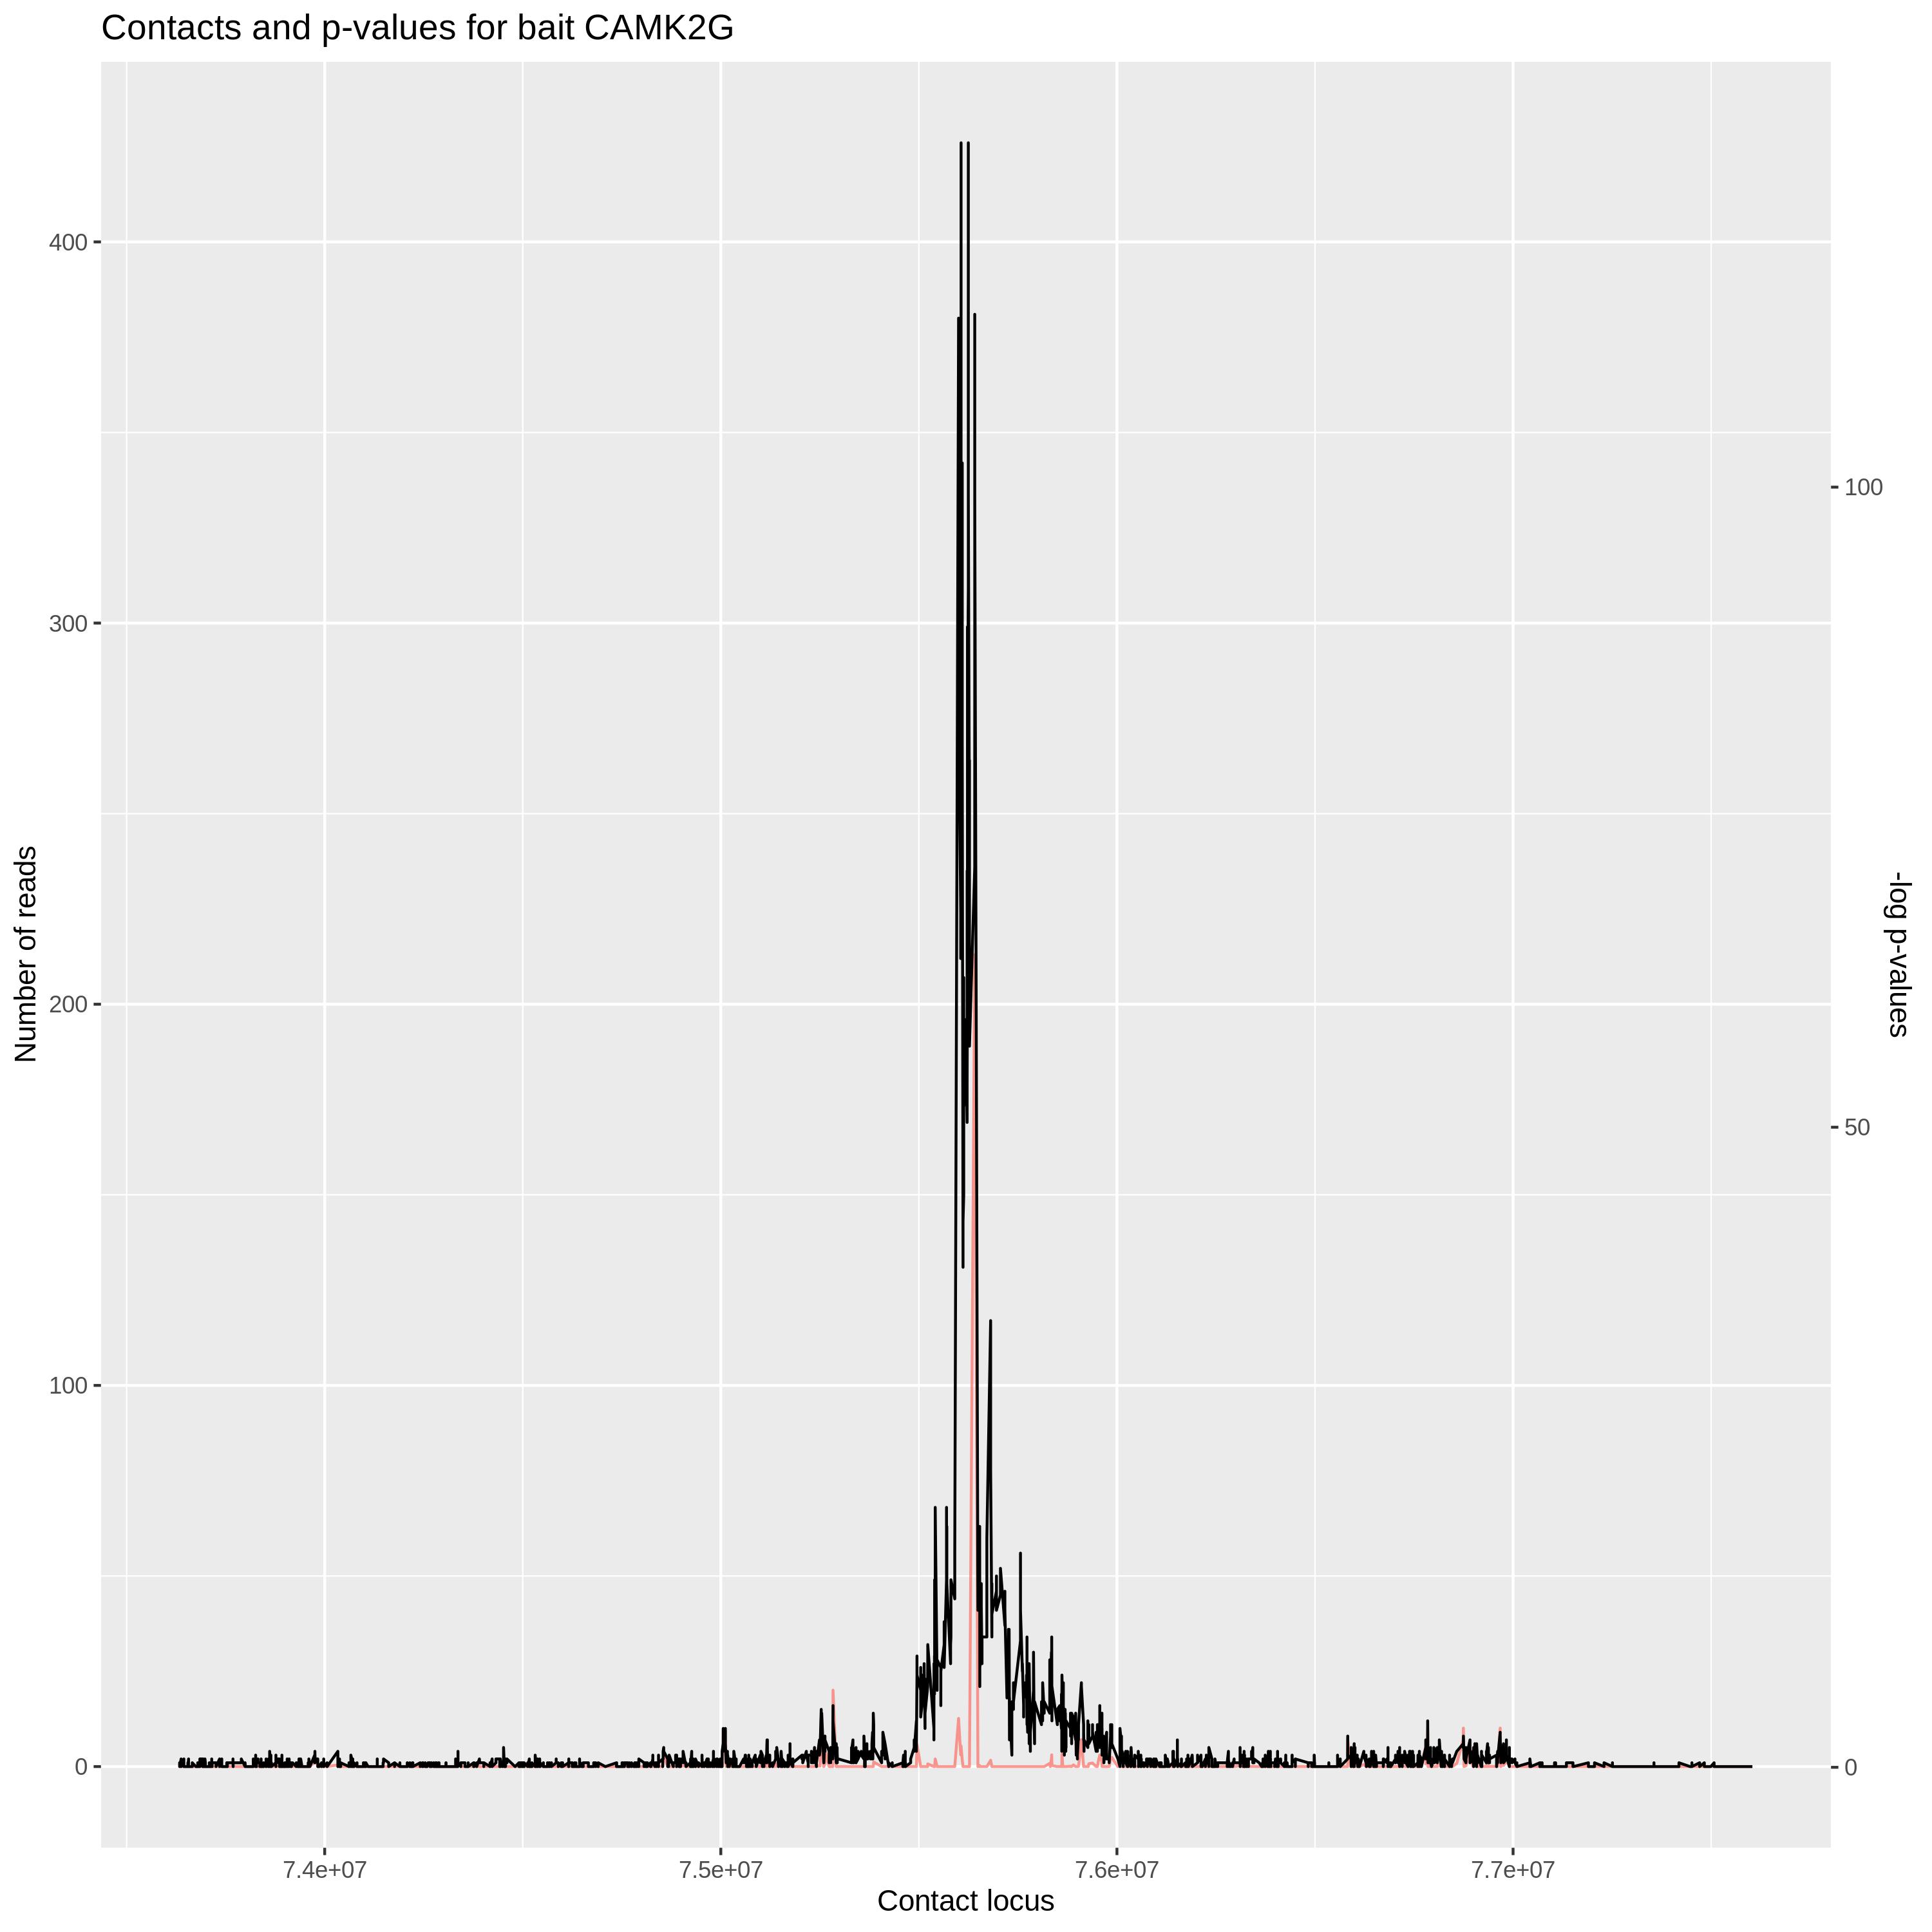 Contacts and p-values for bait CAMK2G
400
300
200
100
0
Number of reads
100
50
0
-log p-values
7.4e+07 7.5e+07 7.6e+07 7.7e+07
Contact locus